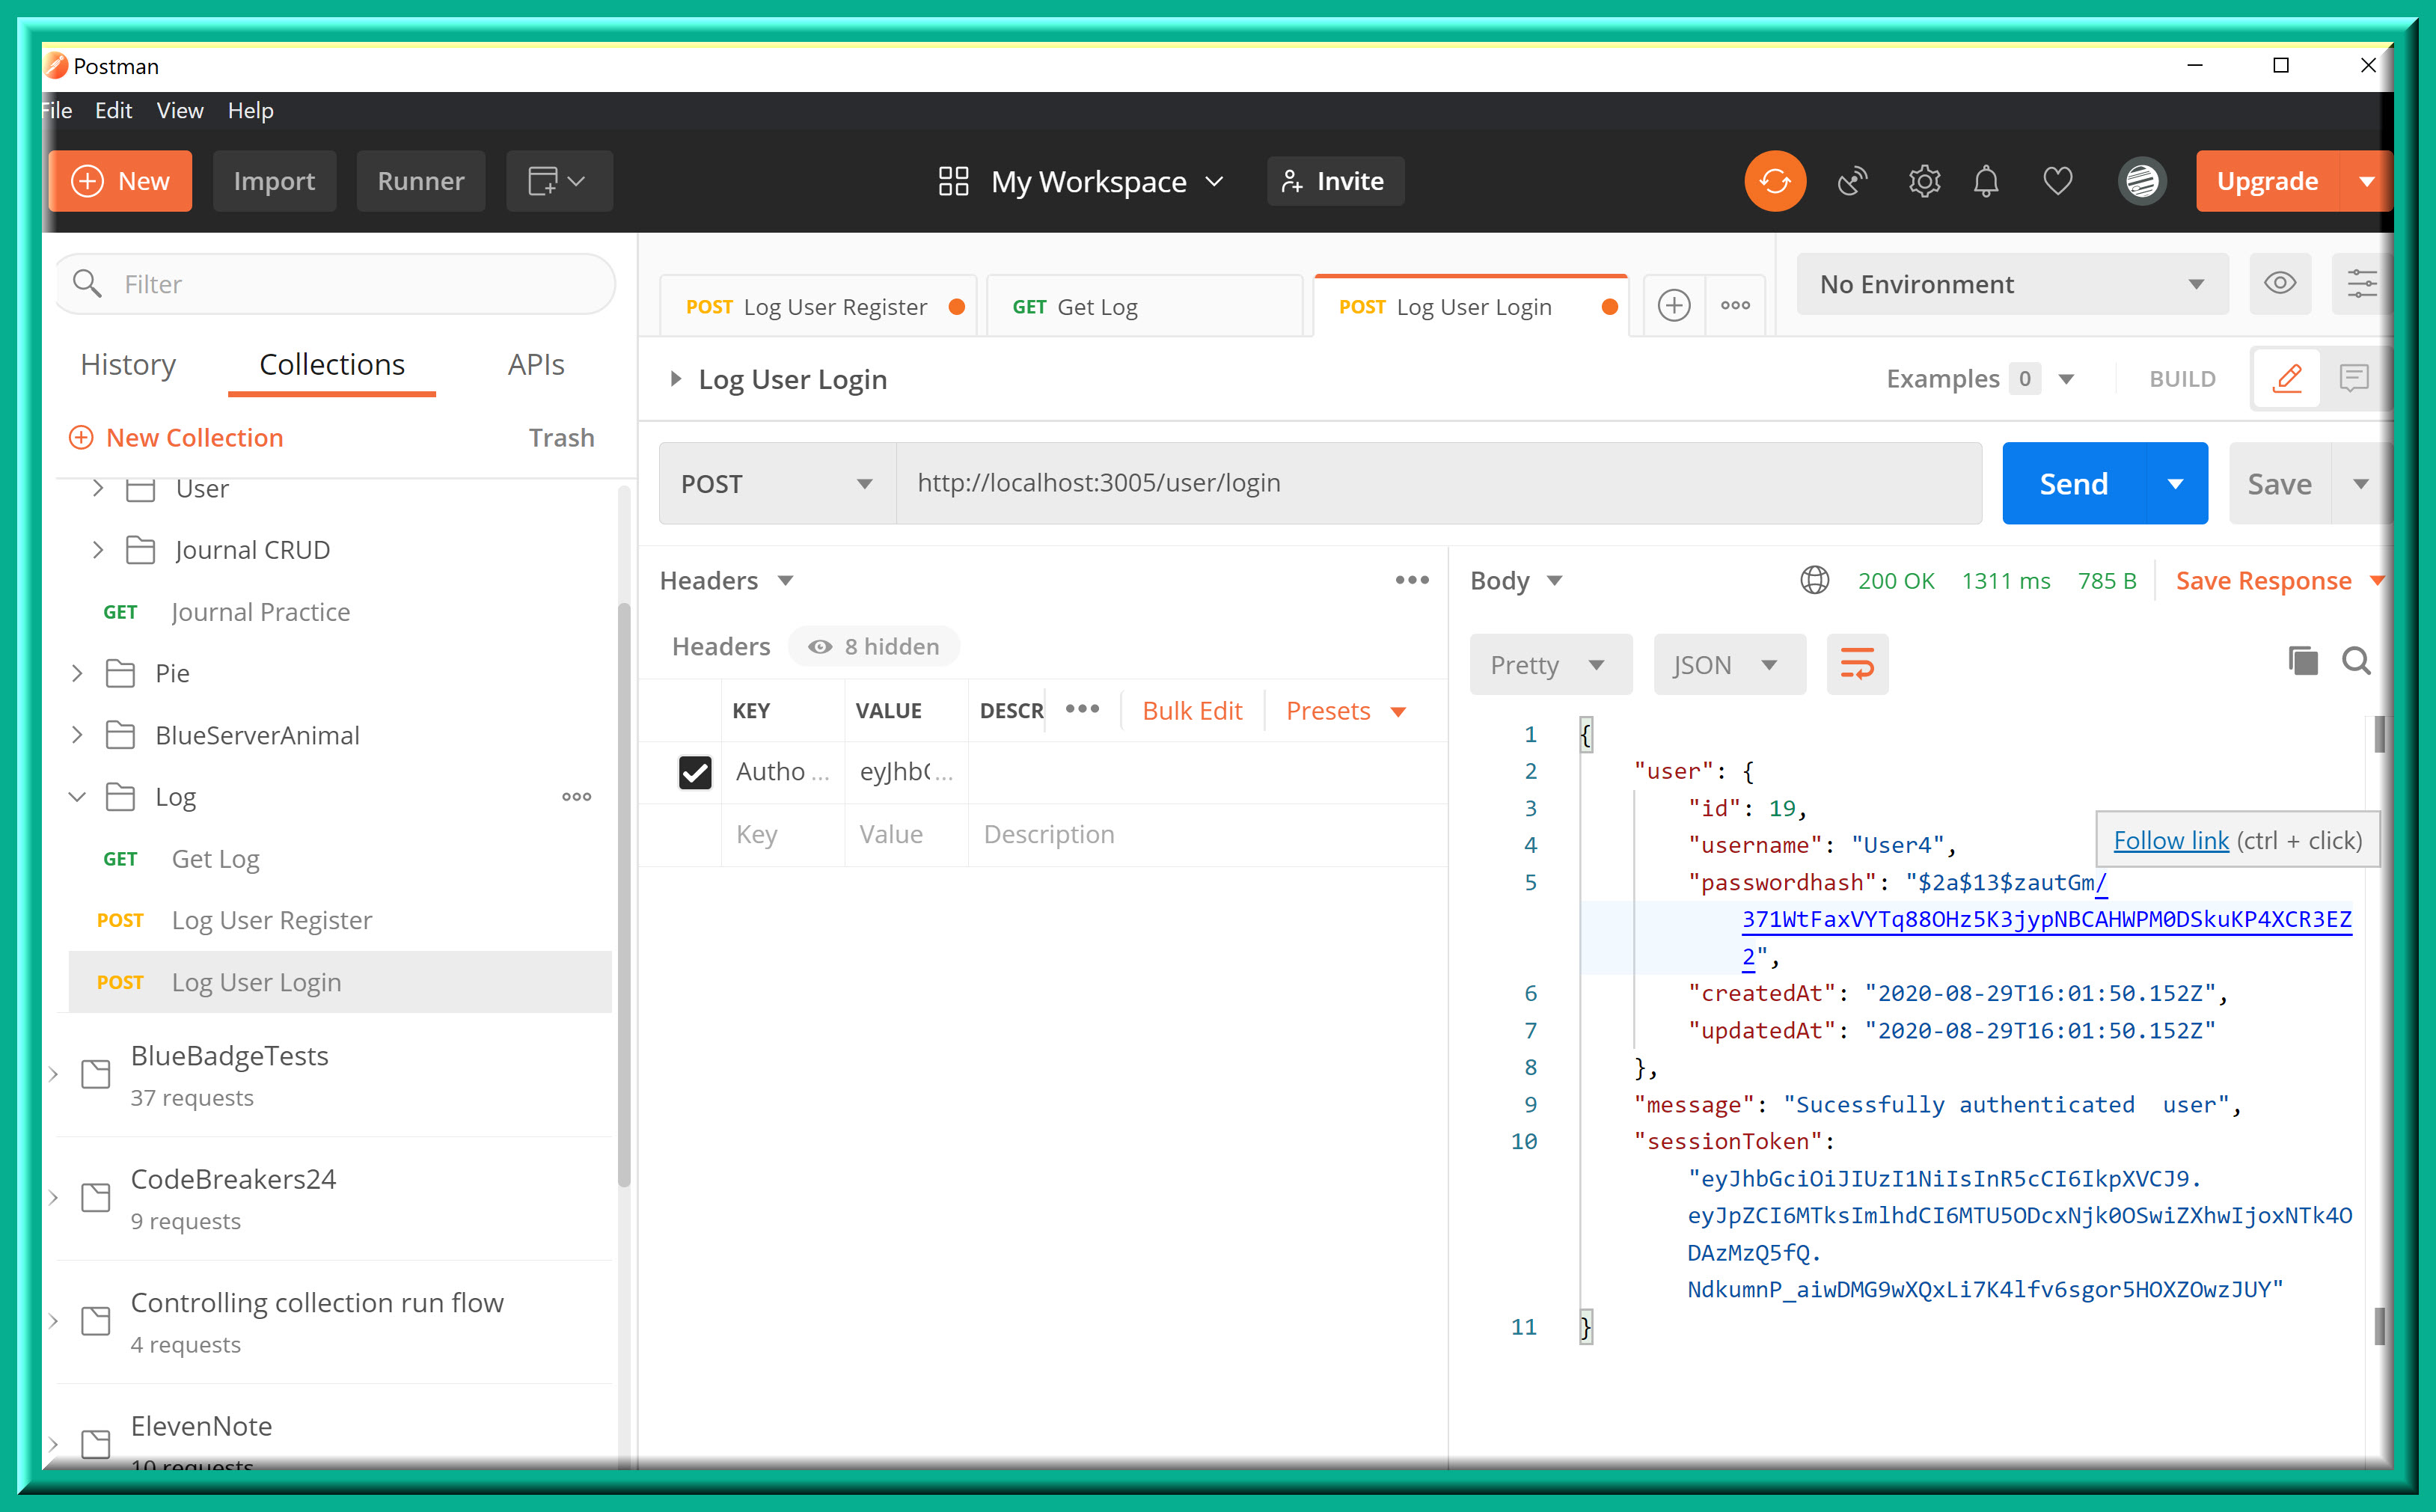 Postman
File Edit View Help
New Import Runner My Workspace Invite Upgrade
Filter
History Collections APIs
New Collection Trash
User
Journal CRUD
GET Journal Practice
Pie
BlueServerAnimal
Log
GET Get Log
POST Log User Register
POST Log User Login
BlueBadgeTests
37 requests
CodeBreakers24
9 requests
Controlling collection run flow
4 requests
ElevenNote
10 requests
POST Log User Register GET Get Log POST Log User Login
No Environment
Log User Login Examples 0 BUILD
POST http://localhost:3005/user/login Send Save
Headers
Headers 8 hidden
KEY VALUE DESCR Bulk Edit Presets
Autho ... eyJhb( ...
Key Value Description
Body 200 OK 1311 ms 785 B Save Response
Pretty JSON
1 {
2 "user": {
3 "id": 19,
4 "username": "User4",
Follow link (ctrl + click)
5 "passwordhash": "$2a$13$zautGm/
371WtFaxVYTq88OHz5K3jypNBCAHWPM0DSkuKP4XCR3EZ
2",
6 "createdAt": "2020-08-29T16:01:50.152Z",
7 "updatedAt": "2020-08-29T16:01:50.152Z"
8 },
9 "message": "Sucessfully authenticated  user",
10 "sessionToken":
"eyJhbGciOiJIUzI1NiIsInR5cCI6IkpXVCJ9.
eyJpZCI6MTksImlhdCI6MTU5ODcxNjk0OSwiZXhwIjoxNTk4O
DAzMzQ5fQ.
NdkumnP_aiwDMG9wXQxLi7K4lfv6sgor5HOXZOwzJUY"
11 }